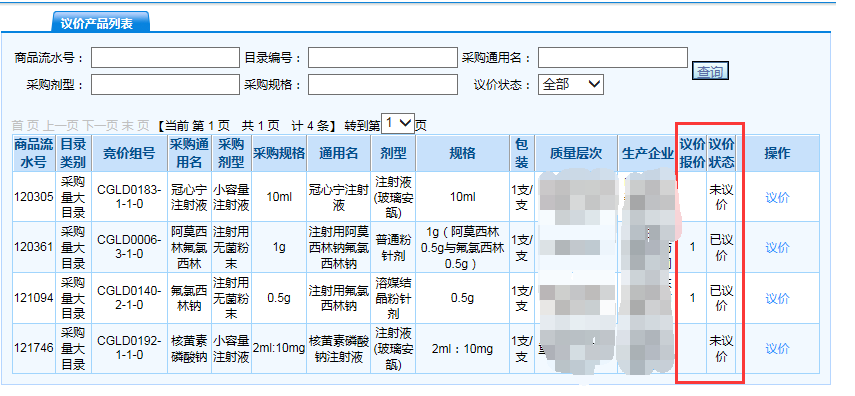 议价产品列表
商品流水号： 目录编号： 采购通用名：
查询
采购剂型： 采购规格： 议价状态： 全部
首 页 上一页 下一页 末 页 【当前 第 1 页 共 1 页 计 4 条】 转到第 1 页
商品流水号 目录类别 竞价组号 采购通用名 采购剂型 采购规格 通用名 剂型 规格 包装 质量层次 生产企业 议价报价 议价状态 操作
120305 采购量大目录 CGLD0183-1-1-0 冠心宁注射液 小容量注射液 10ml 冠心宁注射液 注射液(玻璃安瓿) 10ml 1支/支 未议价 议价
120361 采购量大目录 CGLD0006-3-1-0 阿莫西林氟氯西林 注射用无菌粉末 1g 注射用阿莫西林钠氟氯西林钠 普通粉针剂 1g（阿莫西林0.5g与氟氯西林0.5g） 1支/支 1 已议价 议价
121094 采购量大目录 CGLD0140-2-1-0 氟氯西林钠 注射用无菌粉末 0.5g 注射用氟氯西林钠 溶媒结晶粉针剂 0.5g 1支/支 1 已议价 议价
121746 采购量大目录 CGLD0192-1-1-0 核黄素磷酸钠 小容量注射液 2ml:10mg 核黄素磷酸钠注射液 注射液(玻璃安瓿) 2ml：10mg 1支/支 未议价 议价